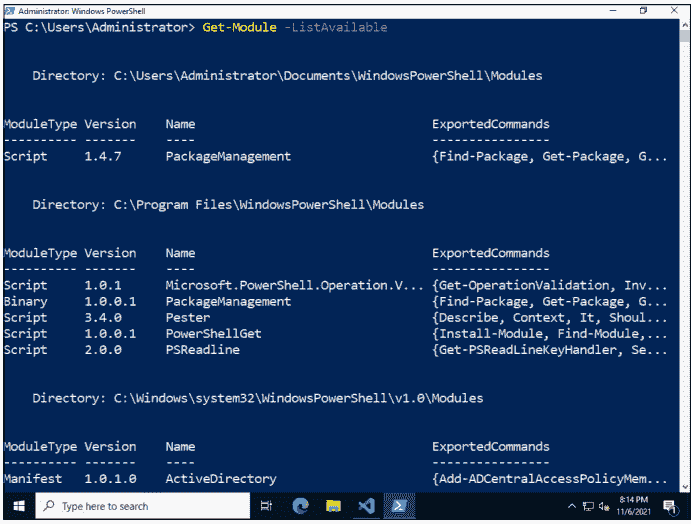 Administrator: Windows PowerShell
PS C:\Users\Administrator> Get-Module -ListAvailable
Directory: C:\Users\Administrator\Documents\WindowsPowerShell\Modules
ModuleType Version    Name                                ExportedCommands
---------- -------    ----                                ----------------
Script     1.4.7      PackageManagement                   {Find-Package, Get-Package, G...
Directory: C:\Program Files\WindowsPowerShell\Modules
ModuleType Version    Name                                ExportedCommands
---------- -------    ----                                ----------------
Script     1.0.1      Microsoft.PowerShell.Operation.V... {Get-OperationValidation, Inv...
Binary     1.0.0.1    PackageManagement                   {Find-Package, Get-Package, G...
Script     3.4.0      Pester                              {Describe, Context, It, Shoul...
Script     1.0.0.1    PowerShellGet                       {Install-Module, Find-Module,...
Script     2.0.0      PSReadline                          {Get-PSReadLineKeyHandler, Se...
Directory: C:\Windows\system32\WindowsPowerShell\v1.0\Modules
ModuleType Version    Name                                ExportedCommands
---------- -------    ----                                ----------------
Manifest   1.0.1.0    ActiveDirectory                     {Add-ADCentralAccessPolicyMem...
Type here to search
8:14 PM
11/6/2021
1